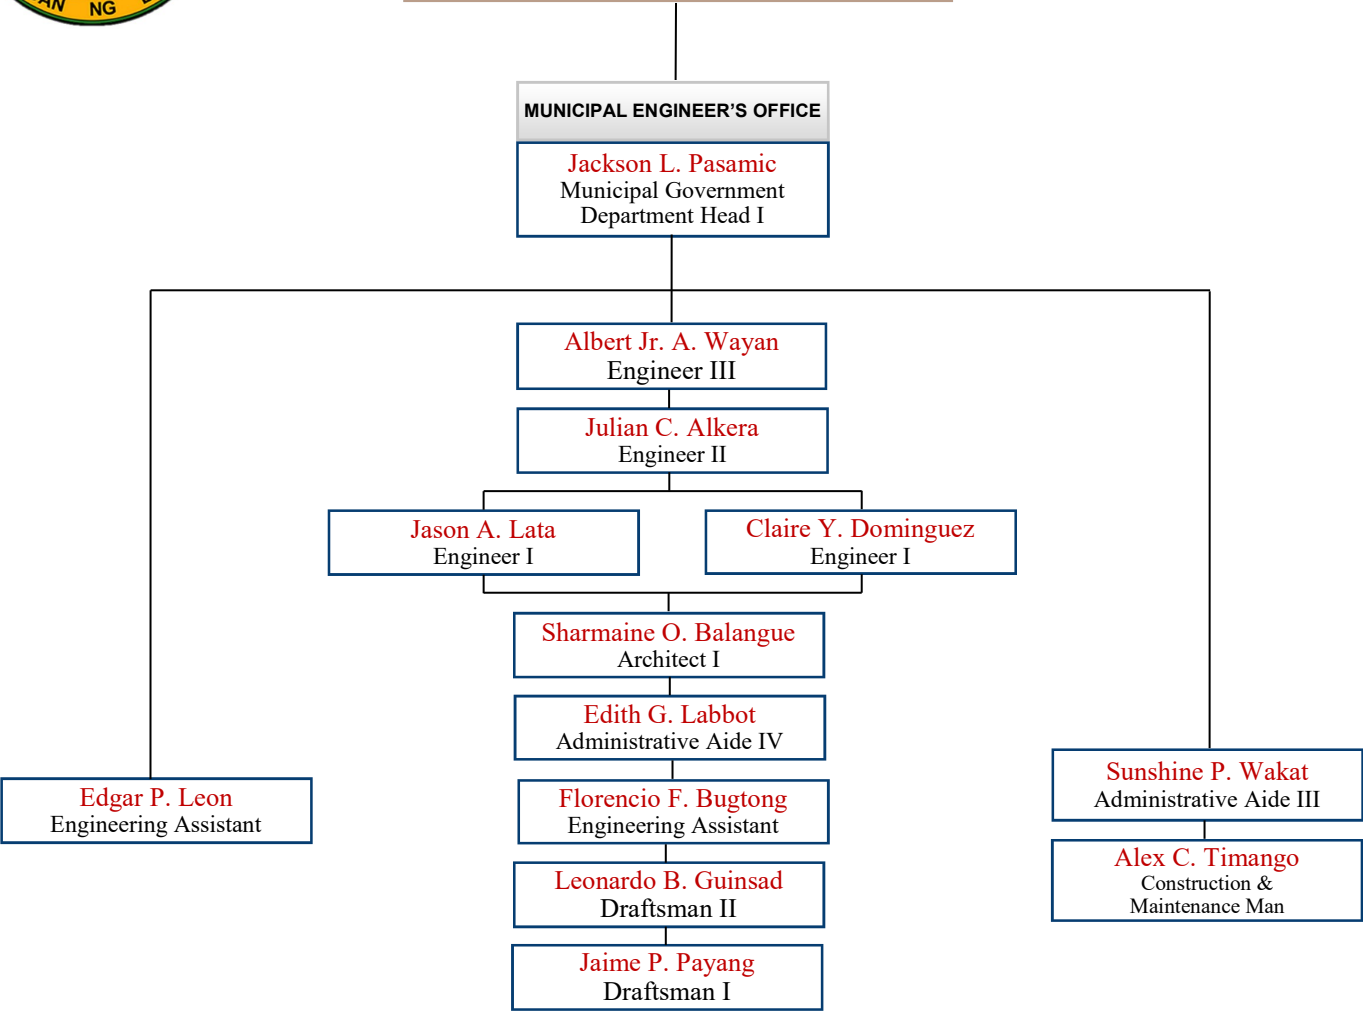 AN NG
MUNICIPAL ENGINEER'S OFFICE
Jackson L. Pasamic
Municipal Government
Department Head I
Albert Jr. A. Wayan
Engineer III
Julian C. Alkera
Engineer II
Jason A. Lata
Engineer I
Claire Y. Dominguez
Engineer I
Sharmaine O. Balangue
Architect I
Edith G. Labbot
Administrative Aide IV
Edgar P. Leon
Engineering Assistant
Florencio F. Bugtong
Engineering Assistant
Sunshine P. Wakat
Administrative Aide III
Leonardo B. Guinsad
Draftsman II
Alex C. Timango
Construction &
Maintenance Man
Jaime P. Payang
Draftsman I